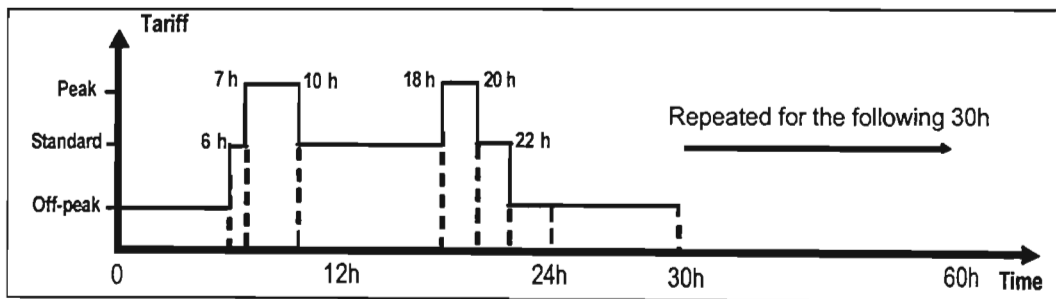 Tariff
7 h 10 h 18 h 20 h
Peak
Repeated for the following 30h
Standard 6 h 22 h
Off-peak
0 12h 24h 30h 60h Time